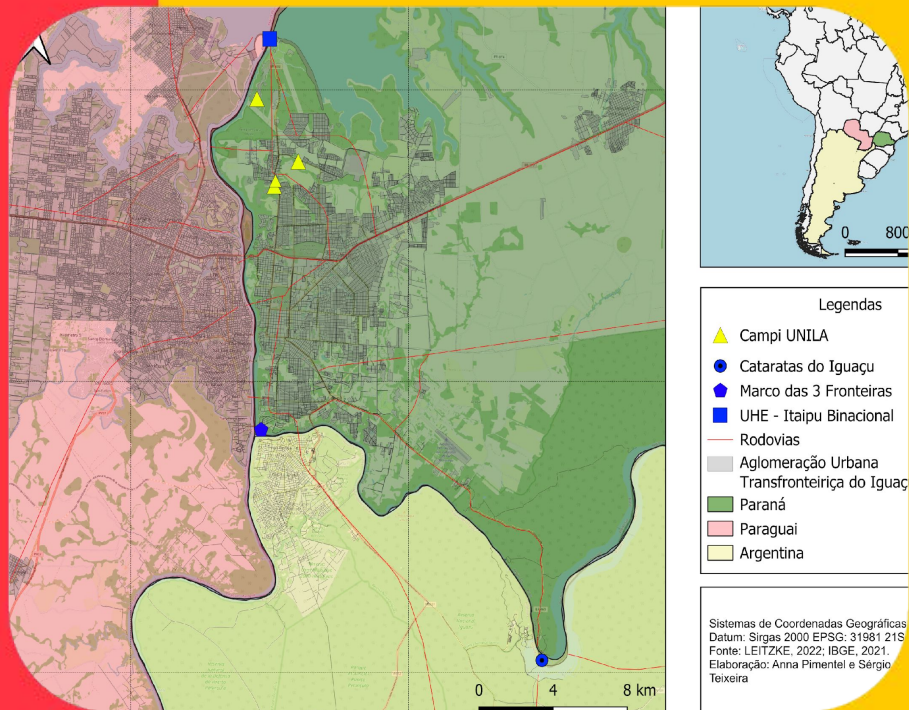 0 800
Legendas
Campi UNILA
Cataratas do Iguaçu
Marco das 3 Fronteiras
UHE - Itaipu Binacional
Rodovias
Aglomeração Urbana
Transfronteiriça do Iguaç
Paraná
Paraguai
Argentina
Sistemas de Coordenadas Geográficas
Datum: Sirgas 2000 EPSG: 31981 21S
Fonte: LEITZKE, 2022; IBGE, 2021.
Elaboração: Anna Pimentel e Sérgio
Teixeira
0 4 8 km